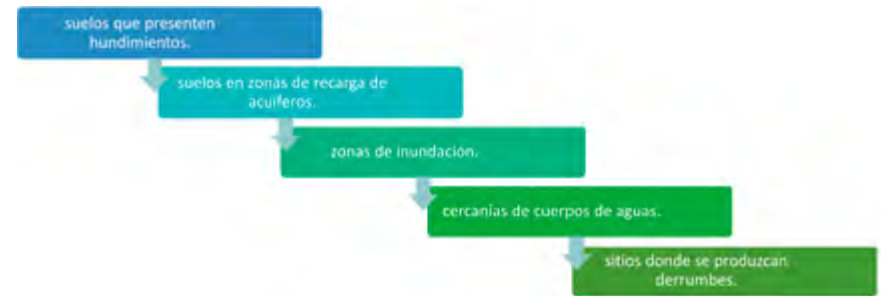 suelos que presenten
hundimientos.
suelos en zonas de recarga de
acuíferos.
zonas de inundación.
cercanías de cuerpos de aguas.
sitios donde se produzcan
derrumbes.